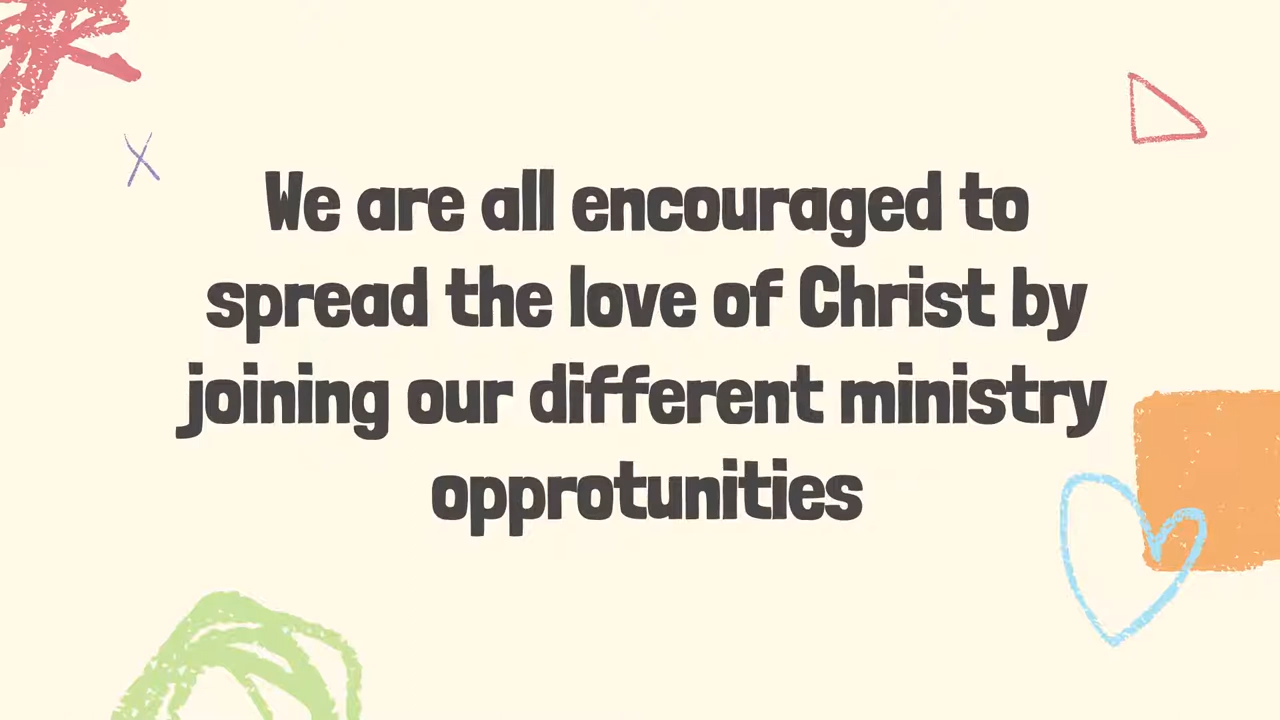 We are all encouraged to
spread the love of Christ by
joining our different ministry
opprotunities